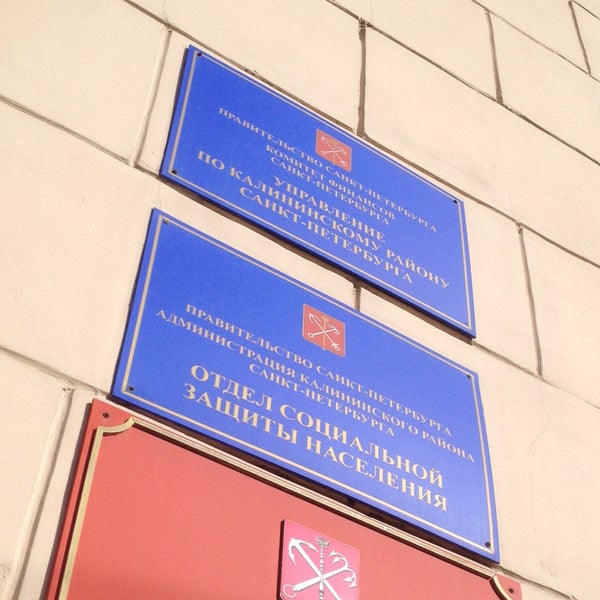 ПРАВИТЕЛЬСТВО САНКТ-ПЕТЕРБУРГА
КОМИТЕТ ФИНАНСОВ
САНКТ-ПЕТЕРБУРГА
УПРАВЛЕНИЕ
ПО КАЛИНИНСКОМУ РАЙОНУ
САНКТ-ПЕТЕРБУРГА
ПРАВИТЕЛЬСТВО САНКТ-ПЕТЕРБУРГА
АДМИНИСТРАЦИЯ КАЛИНИНСКОГО РАЙОНА
САНКТ-ПЕТЕРБУРГА
ОТДЕЛ СОЦИАЛЬНОЙ
ЗАЩИТЫ НАСЕЛЕНИЯ